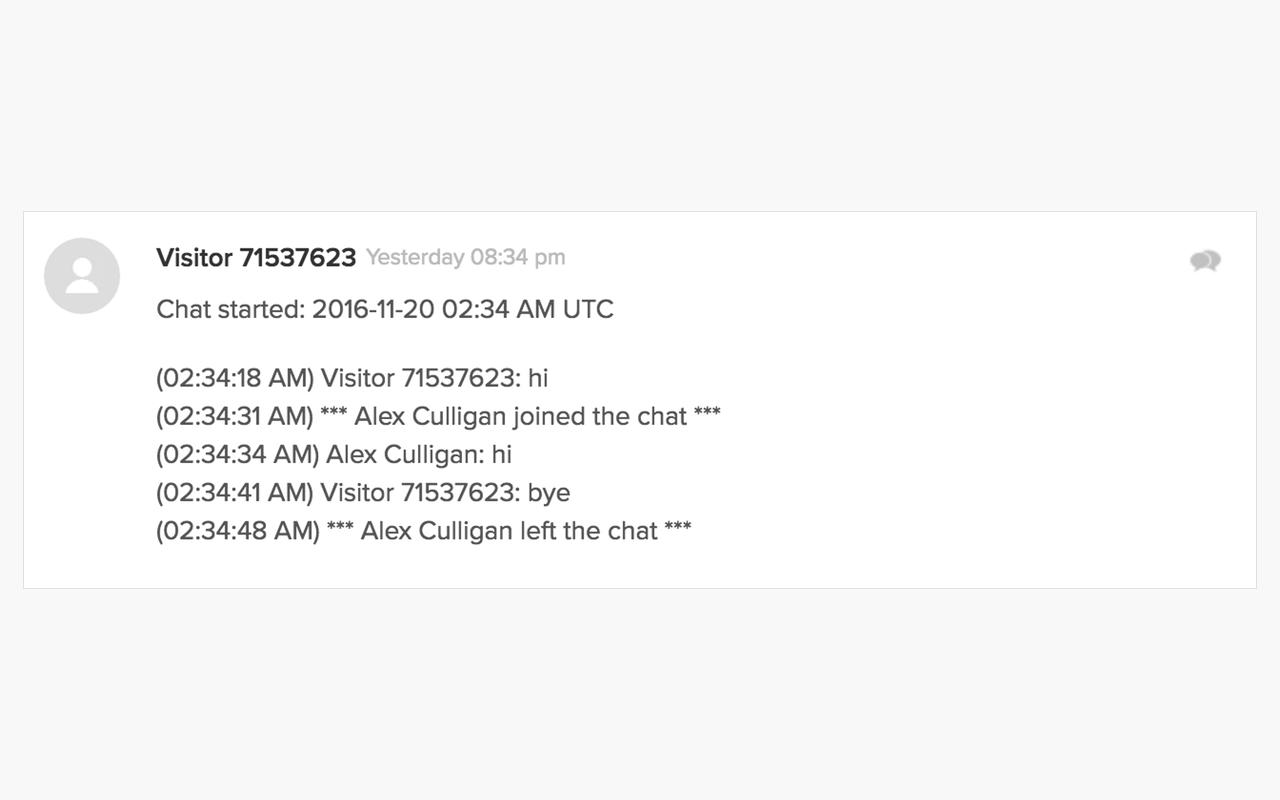 Visitor 71537623 Yesterday 08:34 pm
Chat started: 2016-11-20 02:34 AM UTC
(02:34:18 AM) Visitor 71537623: hi
(02:34:31 AM) *** Alex Culligan joined the chat ***
(02:34:34 AM) Alex Culligan: hi
(02:34:41 AM) Visitor 71537623: bye
(02:34:48 AM) *** Alex Culligan left the chat ***